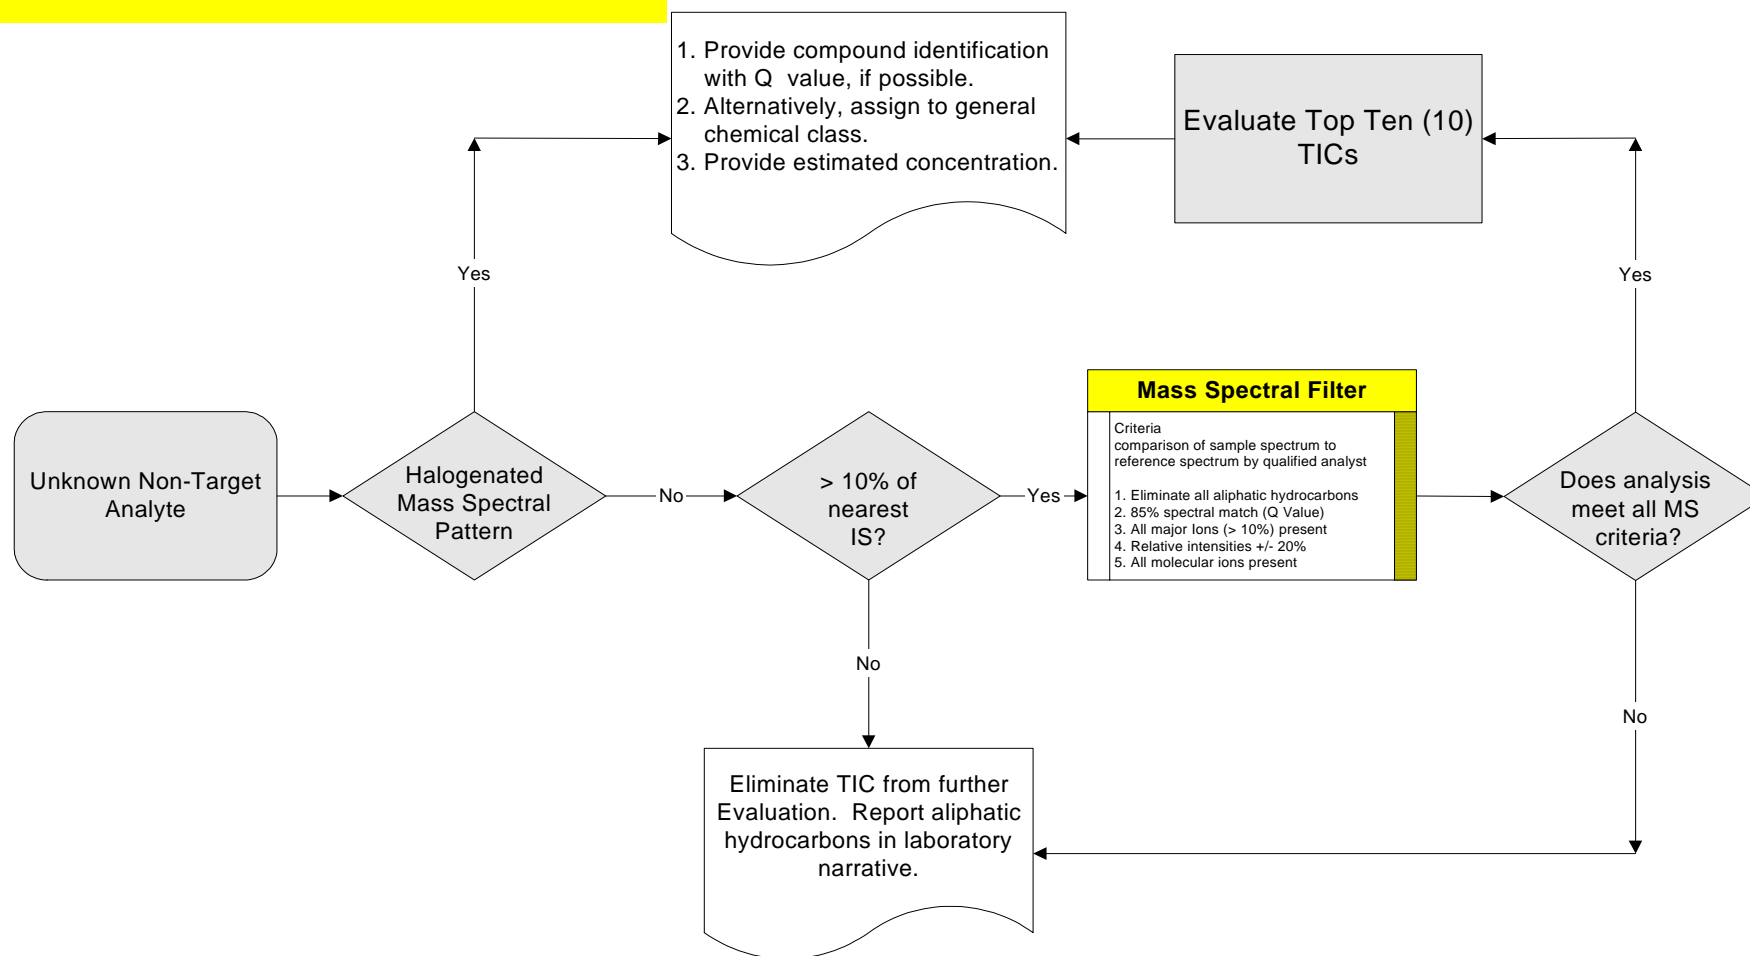 1. Provide compound identification
with Q value, if possible.
2. Alternatively, assign to general
chemical class.
3. Provide estimated concentration.
Evaluate Top Ten (10)
TICs
Yes
Yes
Unknown Non-Target
Analyte
Halogenated
Mass Spectral
Pattern
No
> 10% of
nearest
IS?
Yes
Mass Spectral Filter
Criteria
comparison of sample spectrum to
reference spectrum by qualified analyst
1. Eliminate all aliphatic hydrocarbons
2. 85% spectral match (Q Value)
3. All major Ions (> 10%) present
4. Relative intensities +/- 20%
5. All molecular ions present
Does analysis
meet all MS
criteria?
No
No
Eliminate TIC from further
Evaluation. Report aliphatic
hydrocarbons in laboratory
narrative.